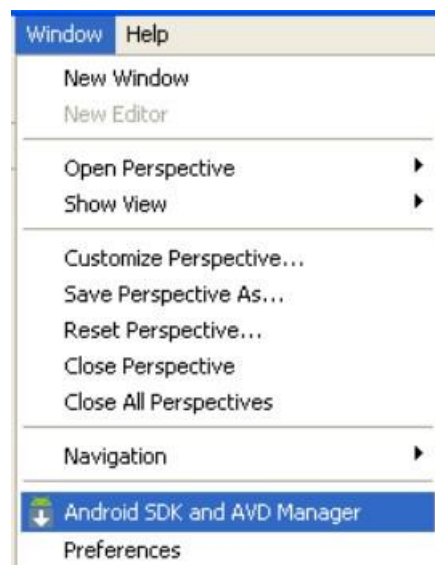 Window Help
New Window
New Editor
Open Perspective
Show View
Customize Perspective...
Save Perspective As...
Reset Perspective...
Close Perspective
Close All Perspectives
Navigation
Android SDK and AVD Manager
Preferences